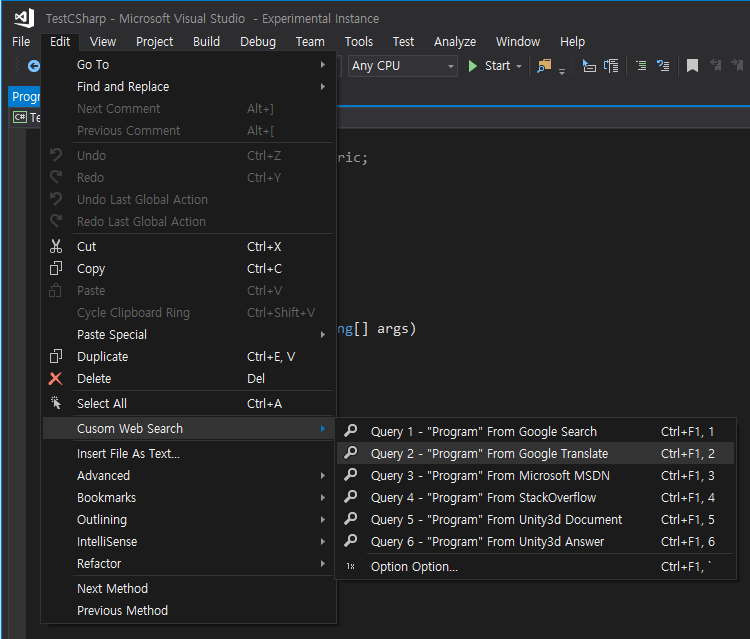 TestCSharp - Microsoft Visual Studio - Experimental Instance
File Edit View Project Build Debug Team Tools Test Analyze Window Help
Any CPU Start
Progr
C# Te
Go To
Find and Replace
Next Comment Alt+]
Previous Comment Alt+[
Undo Ctrl+Z
ric;
Redo Ctrl+Y
Undo Last Global Action
Redo Last Global Action
Cut Ctrl+X
Copy Ctrl+C
Paste Ctrl+V
Cycle Clipboard Ring Ctrl+Shift+V
ng[] args)
Paste Special
Duplicate Ctrl+E, V
Delete Del
Select All Ctrl+A
Cusom Web Search
Insert File As Text...
Advanced
Bookmarks
Outlining
IntelliSense
Refactor
Next Method
Previous Method
Query 1 - "Program" From Google Search Ctrl+F1, 1
Query 2 - "Program" From Google Translate Ctrl+F1, 2
Query 3 - "Program" From Microsoft MSDN Ctrl+F1, 3
Query 4 - "Program" From StackOverflow Ctrl+F1, 4
Query 5 - "Program" From Unity3d Document Ctrl+F1, 5
Query 6 - "Program" From Unity3d Answer Ctrl+F1, 6
Option Option... Ctrl+F1, `